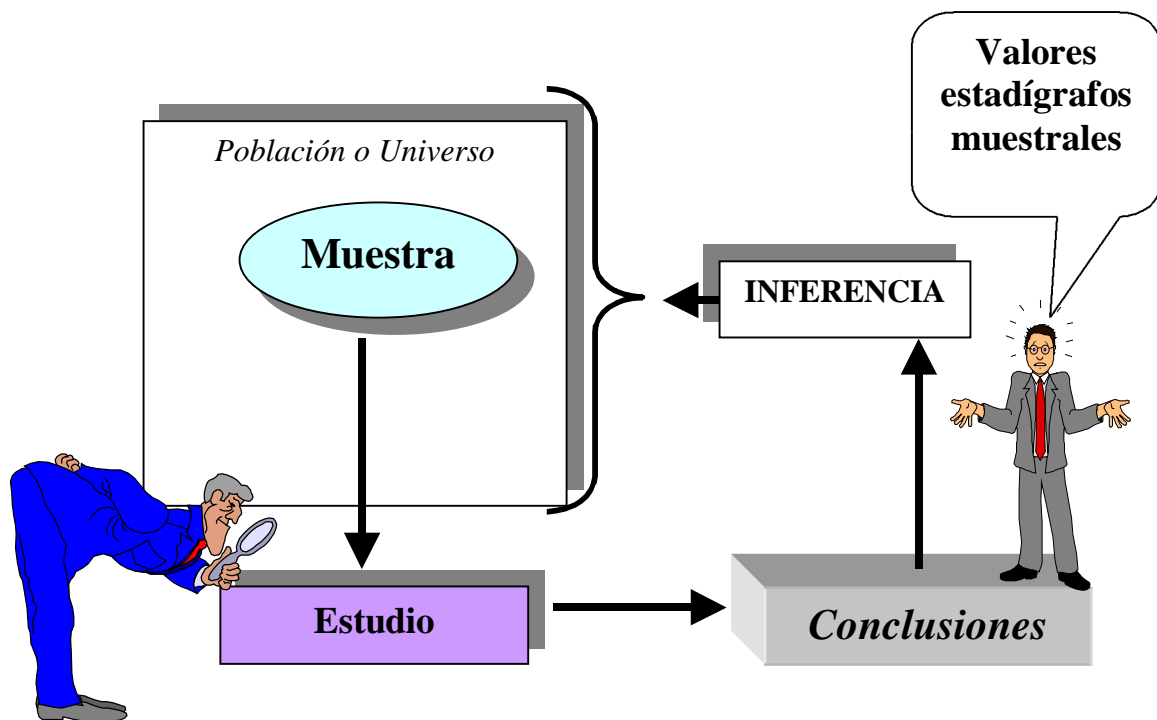 Valores
estadígrafos
muestrales
Población o Universo
Muestra
INFERENCIA
Estudio
Conclusiones